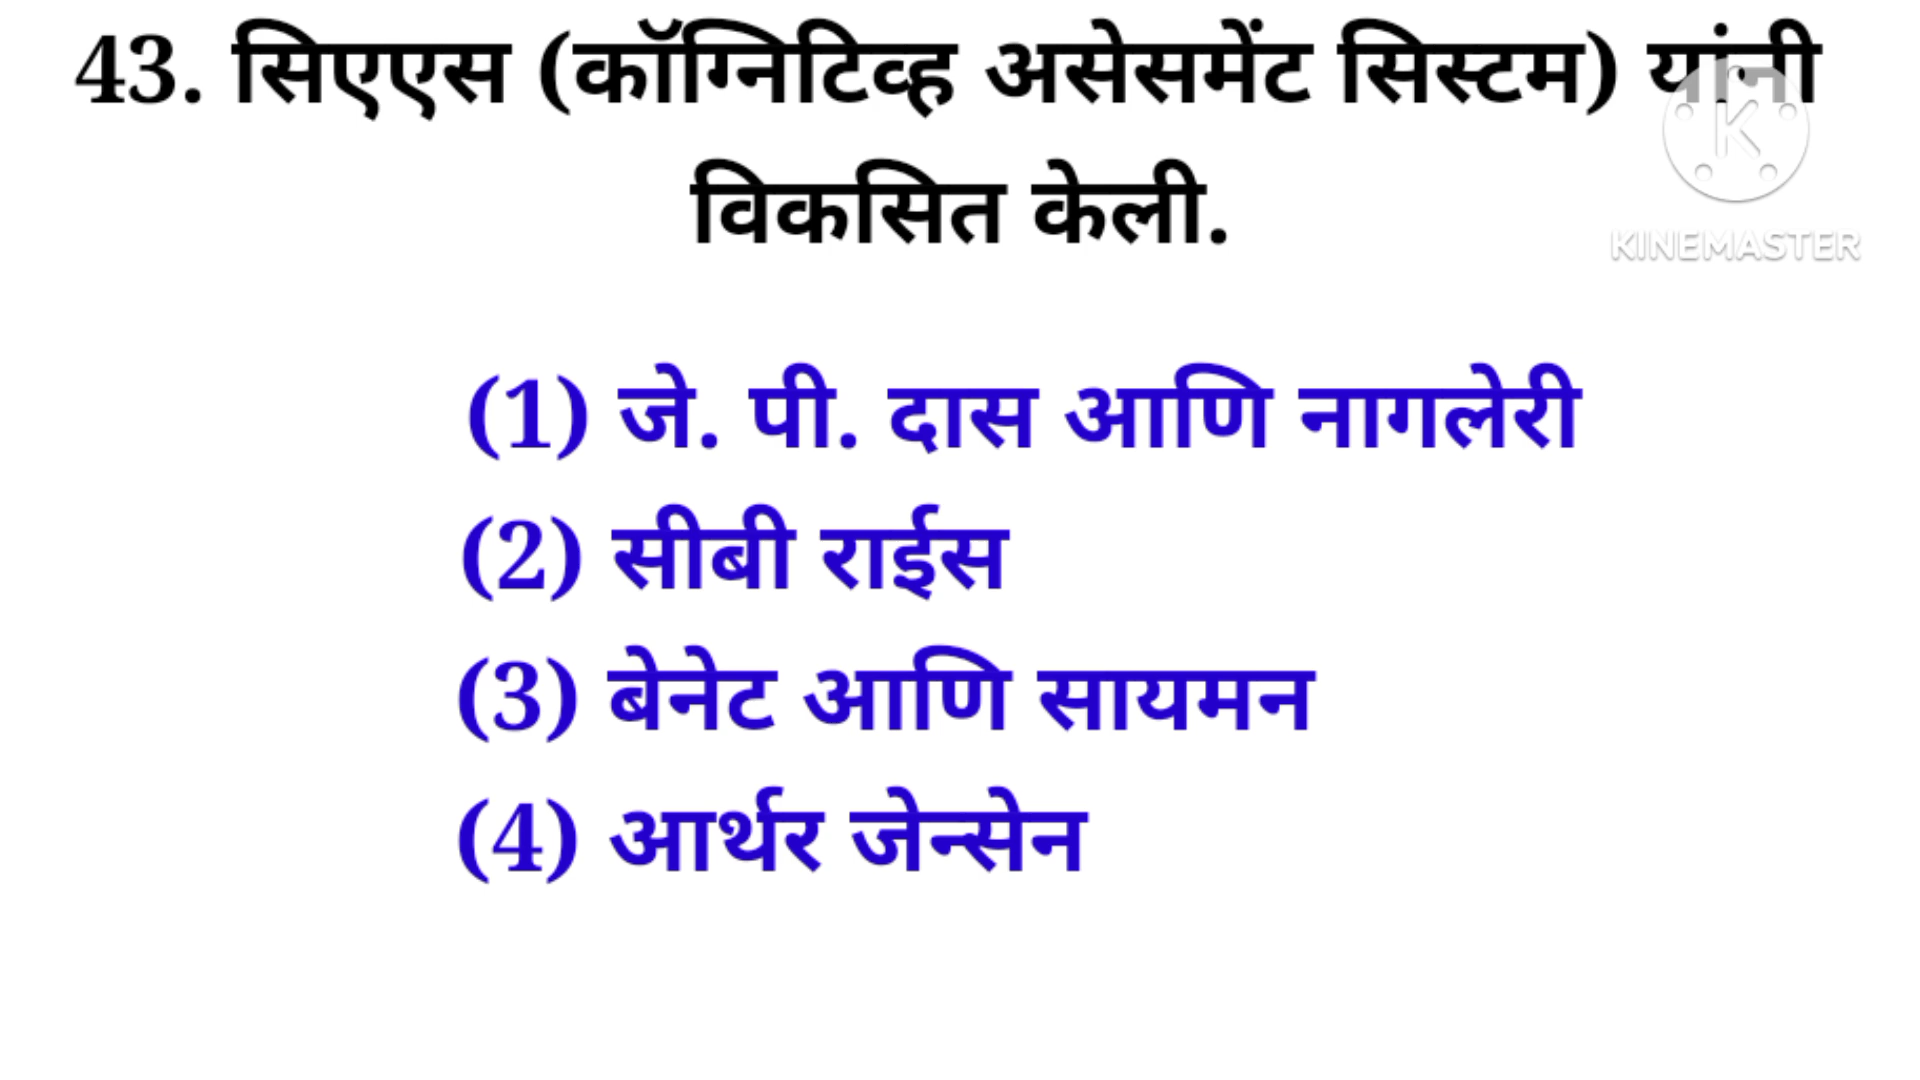 43. सिएएस (कॉग्निटिव्ह असेसमेंट सिस्टम) यांनी
विकसित केली.
KINEMASTER
(1) जे. पी. दास आणि नागलेरी
(2) सीबी राईस
(3) बेनेट आणि सायमन
(4) आर्थर जेन्सेन